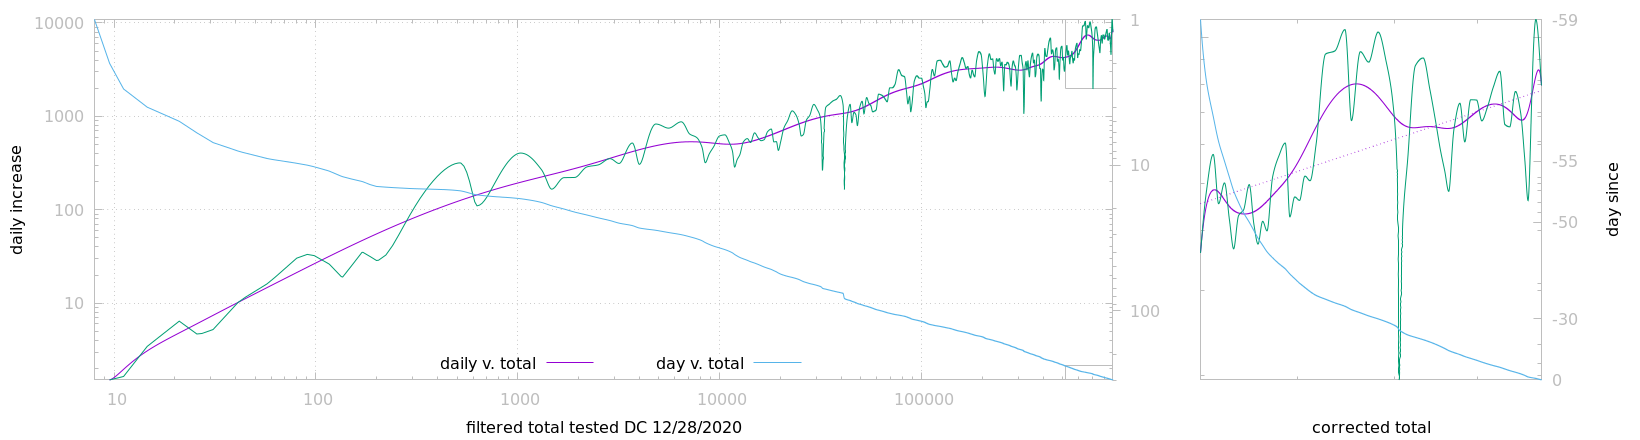 10000
1000
100
10
daily increase
10
100
1000
10000
100000
filtered total tested DC 12/28/2020
daily v. total
day v. total
1
10
100
-59
-55
-50
-30
0
day since
corrected total